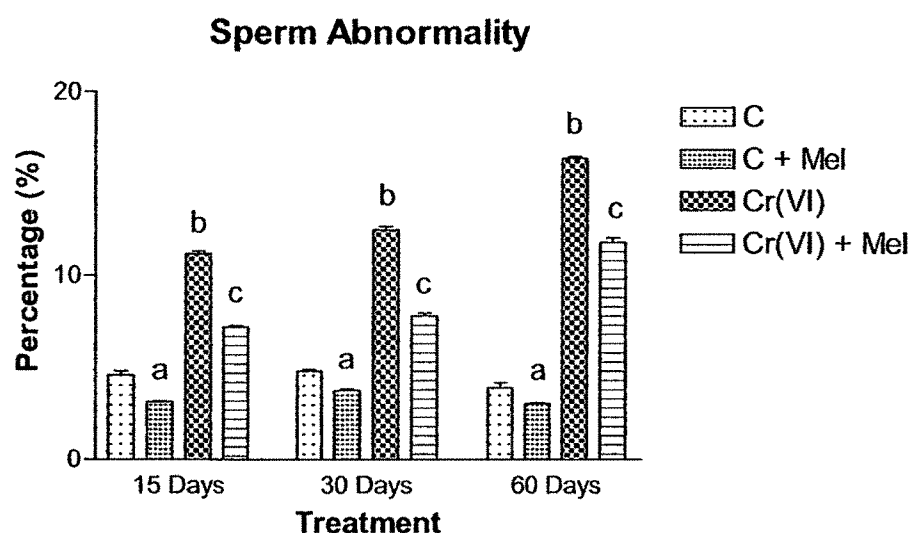 Sperm Abnormality
20
10
0
Percentage (%)
a b c
a b c
a b c
15 Days 30 Days 60 Days
Treatment
C
C + Mel
Cr(VI)
Cr(VI) + Mel